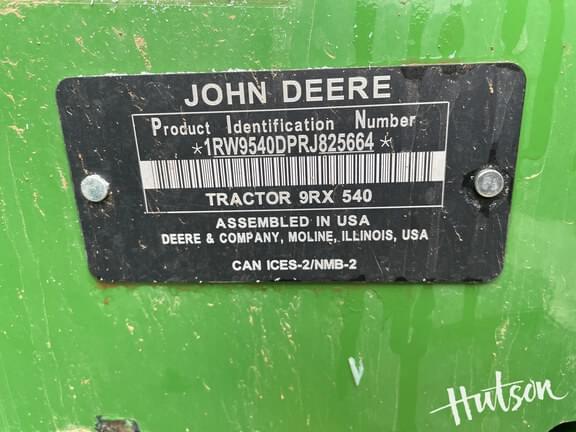 JOHN DEERE
Product Identification Number
*1RW9540DPRJ825664*
TRACTOR 9RX 540
ASSEMBLED IN USA
DEERE & COMPANY, MOLINE, ILLINOIS, USA
CAN ICES-2/NMB-2
Hutson